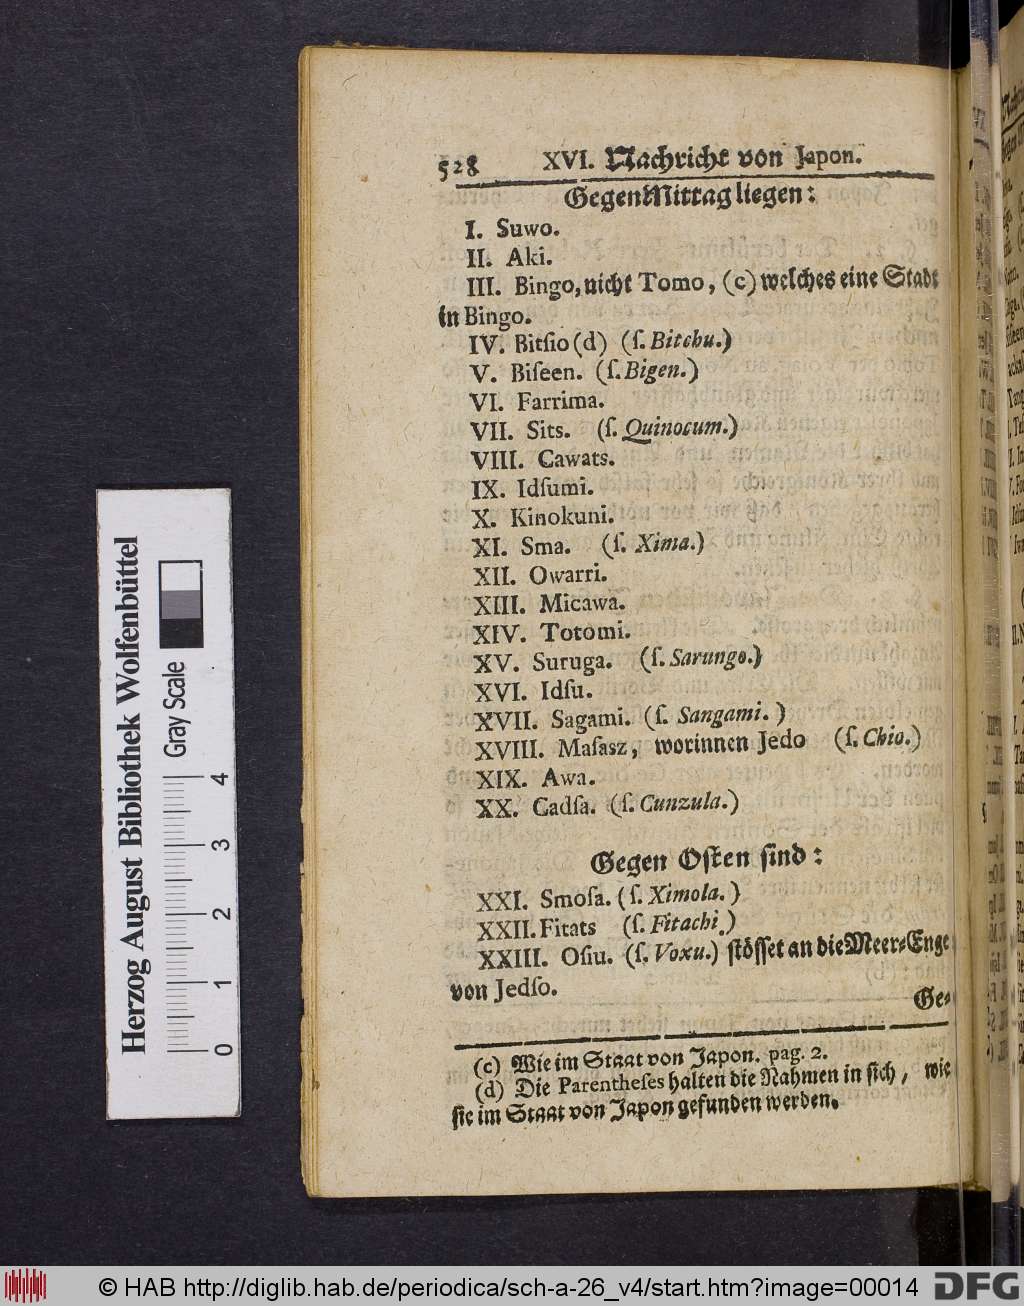 528 XVI. Nachricht von Japon.
Gegen Mittag liegen:
I. Suwo.
II. Aki.
III. Bingo, nicht Tomo, (c) welches eine Stadt
in Bingo.
IV. Bitſio (d) (ſ. Bitchu.)
V. Biſeen. (ſ. Bigen.)
VI. Farrima.
VII. Sits. (ſ. Quinocum.)
VIII. Cawats.
IX. Idſumi.
X. Kinokuni.
XI. Sma. (ſ. Xima.)
XII. Owarri.
XIII. Micawa.
XIV. Totomi.
XV. Suruga. (ſ. Sarungo.)
XVI. Idſu.
XVII. Sagami. (ſ. Sangami.)
XVIII. Maſasz, worinnen Jedo (ſ. Chio.)
XIX. Awa.
XX. Cadſa. (ſ. Cunzula.)
Gegen Oſten ſind:
XXI. Smoſa. (ſ. Ximola.)
XXII. Fitats (ſ. Fitachi.)
XXIII. Oſiu. (ſ. Voxu.) ſtöſſet an die Meer-Enge
von Jedſo.
Ge-
(c) Wie im Staat von Japon. pag. 2.
(d) Die Parentheſes halten die Nahmen in ſich, wie
ſie im Staat von Japon gefunden werden.
Herzog August Bibliothek Wolfenbüttel
Gray Scale
0 1 2 3 4
© HAB http://diglib.hab.de/periodica/sch-a-26_v4/start.htm?image=00014
DFG